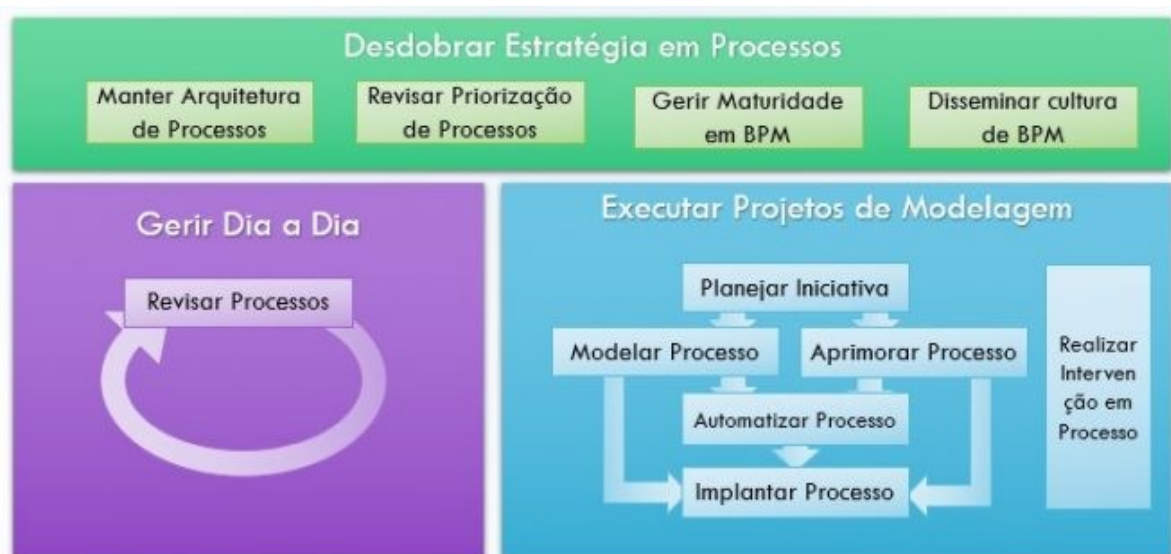 Desdobrar Estratégia em Processos
Manter Arquitetura
de Processos
Revisar Priorização
de Processos
Gerir Maturidade
em BPM
Disseminar cultura
de BPM
Gerir Dia a Dia
Revisar Processos
Executar Projetos de Modelagem
Planejar Iniciativa
Modelar Processo
Aprimorar Processo
Automatizar Processo
Implantar Processo
Realizar
Interven
ção em
Processo